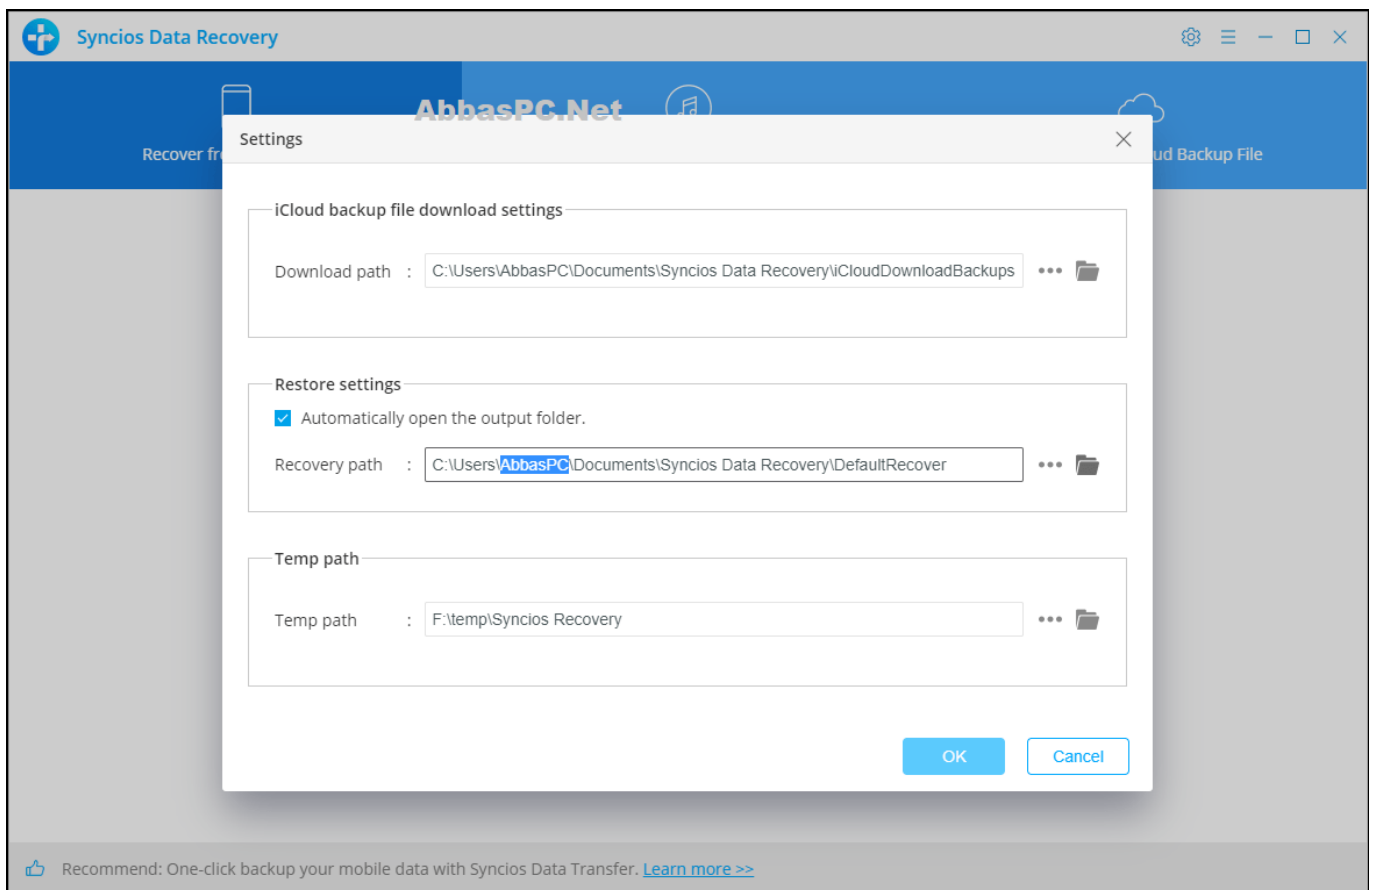 Syncios Data Recovery
AbbasPC.Net
Recover fr
ud Backup File
Settings
iCloud backup file download settings
Download path : C:\Users\AbbasPC\Documents\Syncios Data Recovery\iCloudDownloadBackups
Restore settings
Automatically open the output folder.
Recovery path : C:\Users\AbbasPC\Documents\Syncios Data Recovery\DefaultRecover
Temp path
Temp path : F:\temp\Syncios Recovery
OK Cancel
Recommend: One-click backup your mobile data with Syncios Data Transfer. Learn more >>